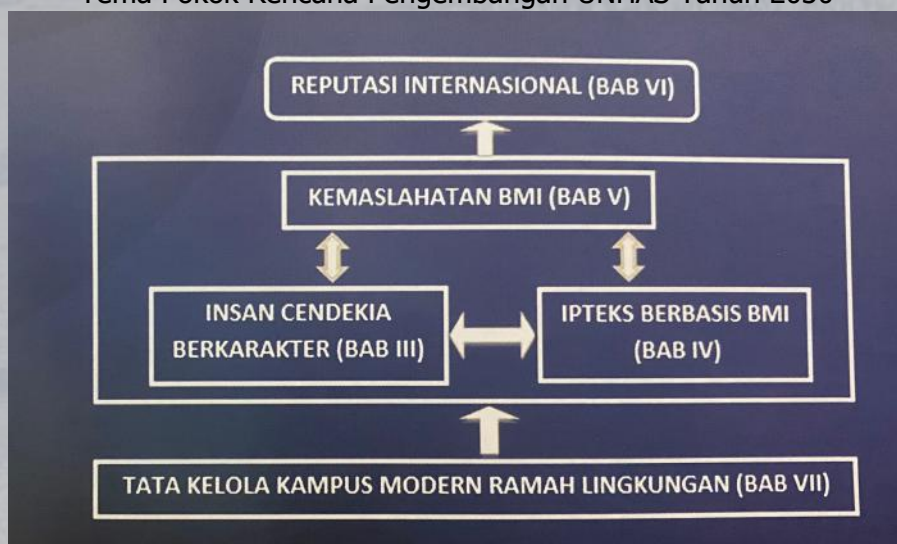 Tema Pokok Rencana Pengembangan UNHAS Tahun
REPUTASI INTERNASIONAL (BAB VI)
KEMASLAHATAN BMI (BAB V)
INSAN CENDEKIA
BERKARAKTER (BAB III)
IPTEKS BERBASIS BMI
(BAB IV)
TATA KELOLA KAMPUS MODERN RAMAH LINGKUNGAN (BAB VII)